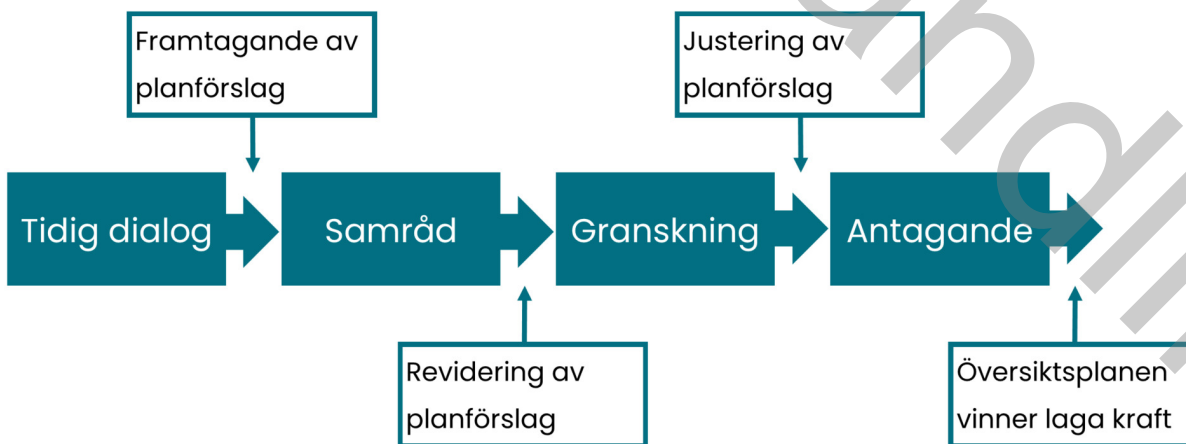 Framtagande av
planförslag
Justering av
planförslag
Tidig dialog
Samråd
Granskning
Antagande
Revidering av
planförslag
Översiktsplanen
vinner laga kraft